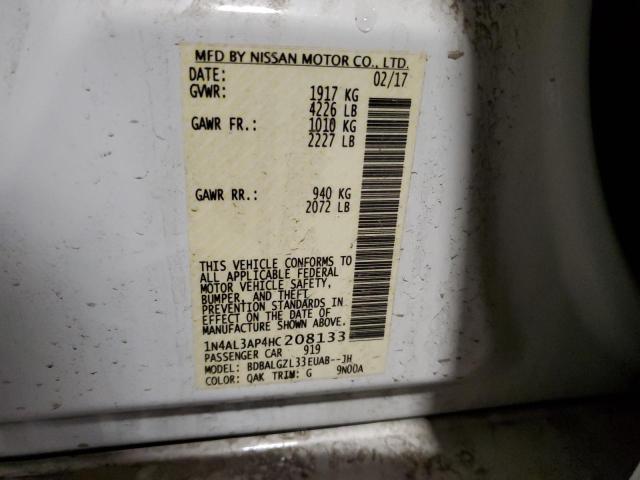 MFD BY NISSAN MOTOR CO., LTD.
DATE: 02/17
GVWR: 1917 KG
4226 LB
GAWR FR.: 1010 KG
2227 LB
GAWR RR.: 940 KG
2072 LB
THIS VEHICLE CONFORMS TO
ALL APPLICABLE FEDERAL
MOTOR VEHICLE SAFETY,
BUMPER, AND THEFT
PREVENTION STANDARDS IN
EFFECT ON THE DATE OF
MANUFACTURE SHOWN ABOVE.
1N4AL3AP4HC208133
PASSENGER CAR 919
MODEL: BDBALGZL33EUAB--JH
COLOR: QAK TRIM: G 9N00A